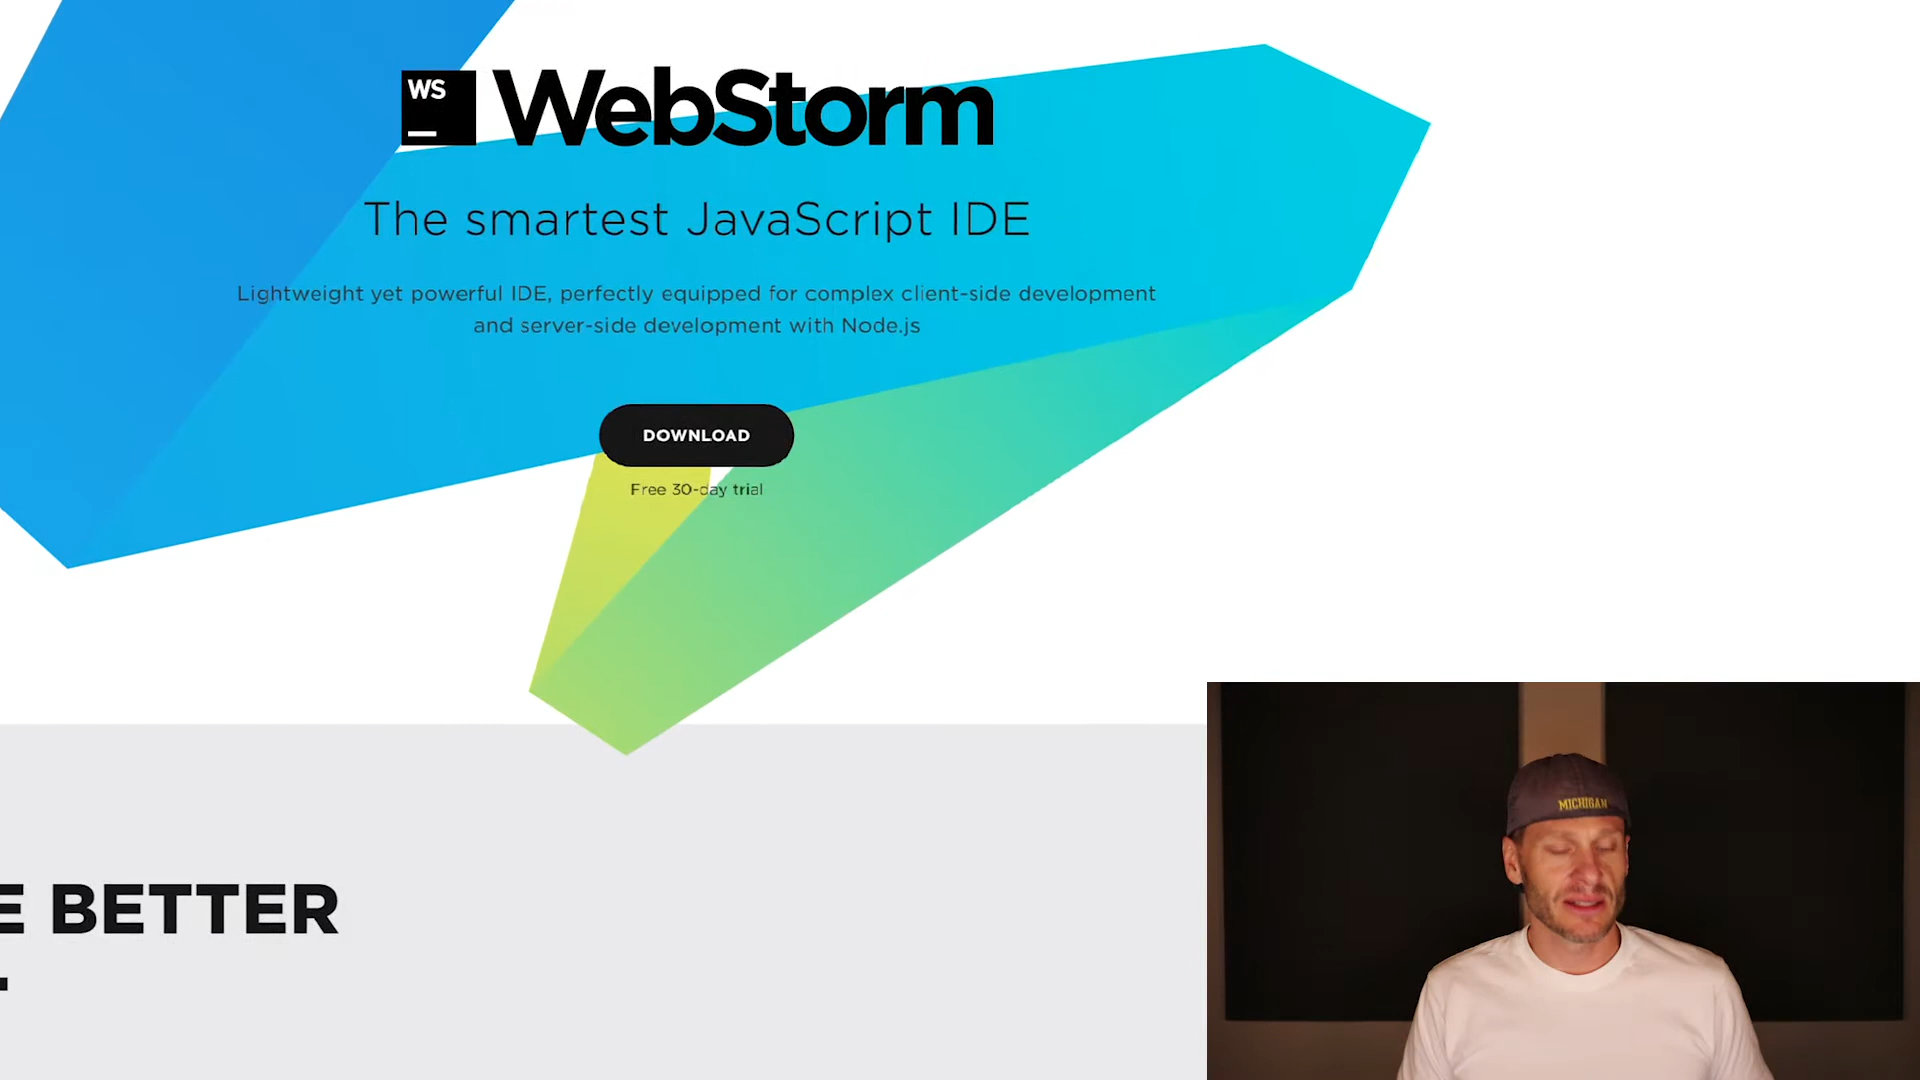 WS
WebStorm
The smartest JavaScript IDE
Lightweight yet powerful IDE, perfectly equipped for complex client-side development
and server-side development with Node.js
DOWNLOAD
Free 30-day trial
E BETTER
MICHIGAN